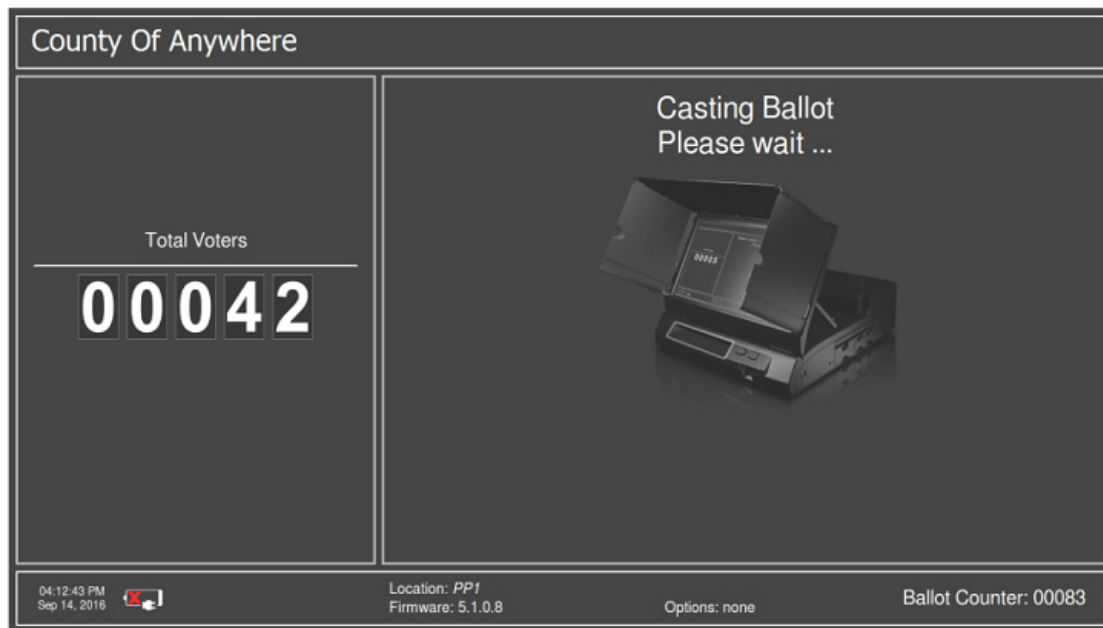 County Of Anywhere
Casting Ballot
Please wait ...
Total Voters
00042
00085
04:12:43 PM
Sep 14, 2016
Location: PP1
Firmware: 5.1.0.8
Options: none
Ballot Counter: 00083